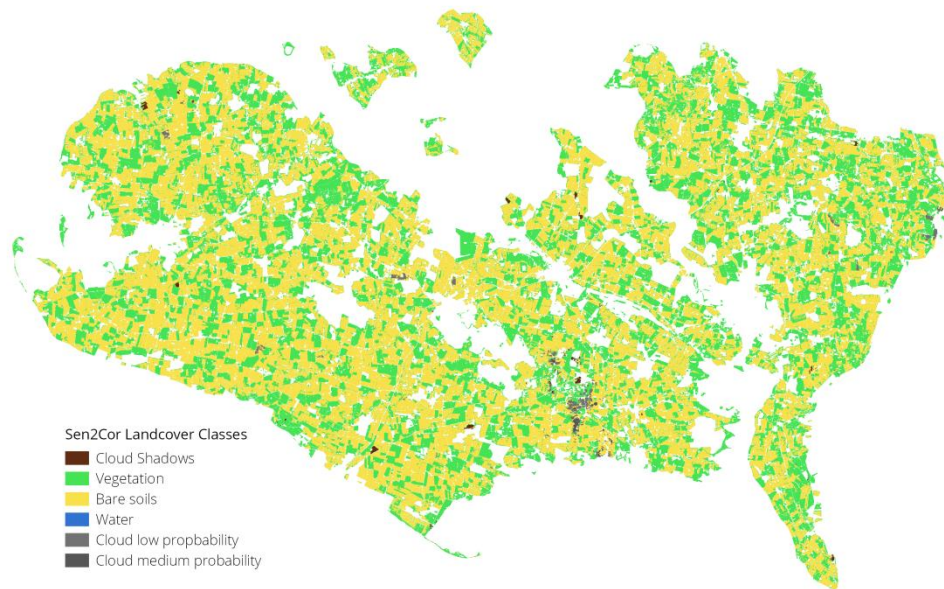 Sen2Cor Landcover Classes
Cloud Shadows
Vegetation
Bare soils
Water
Cloud low propbability
Cloud medium probability